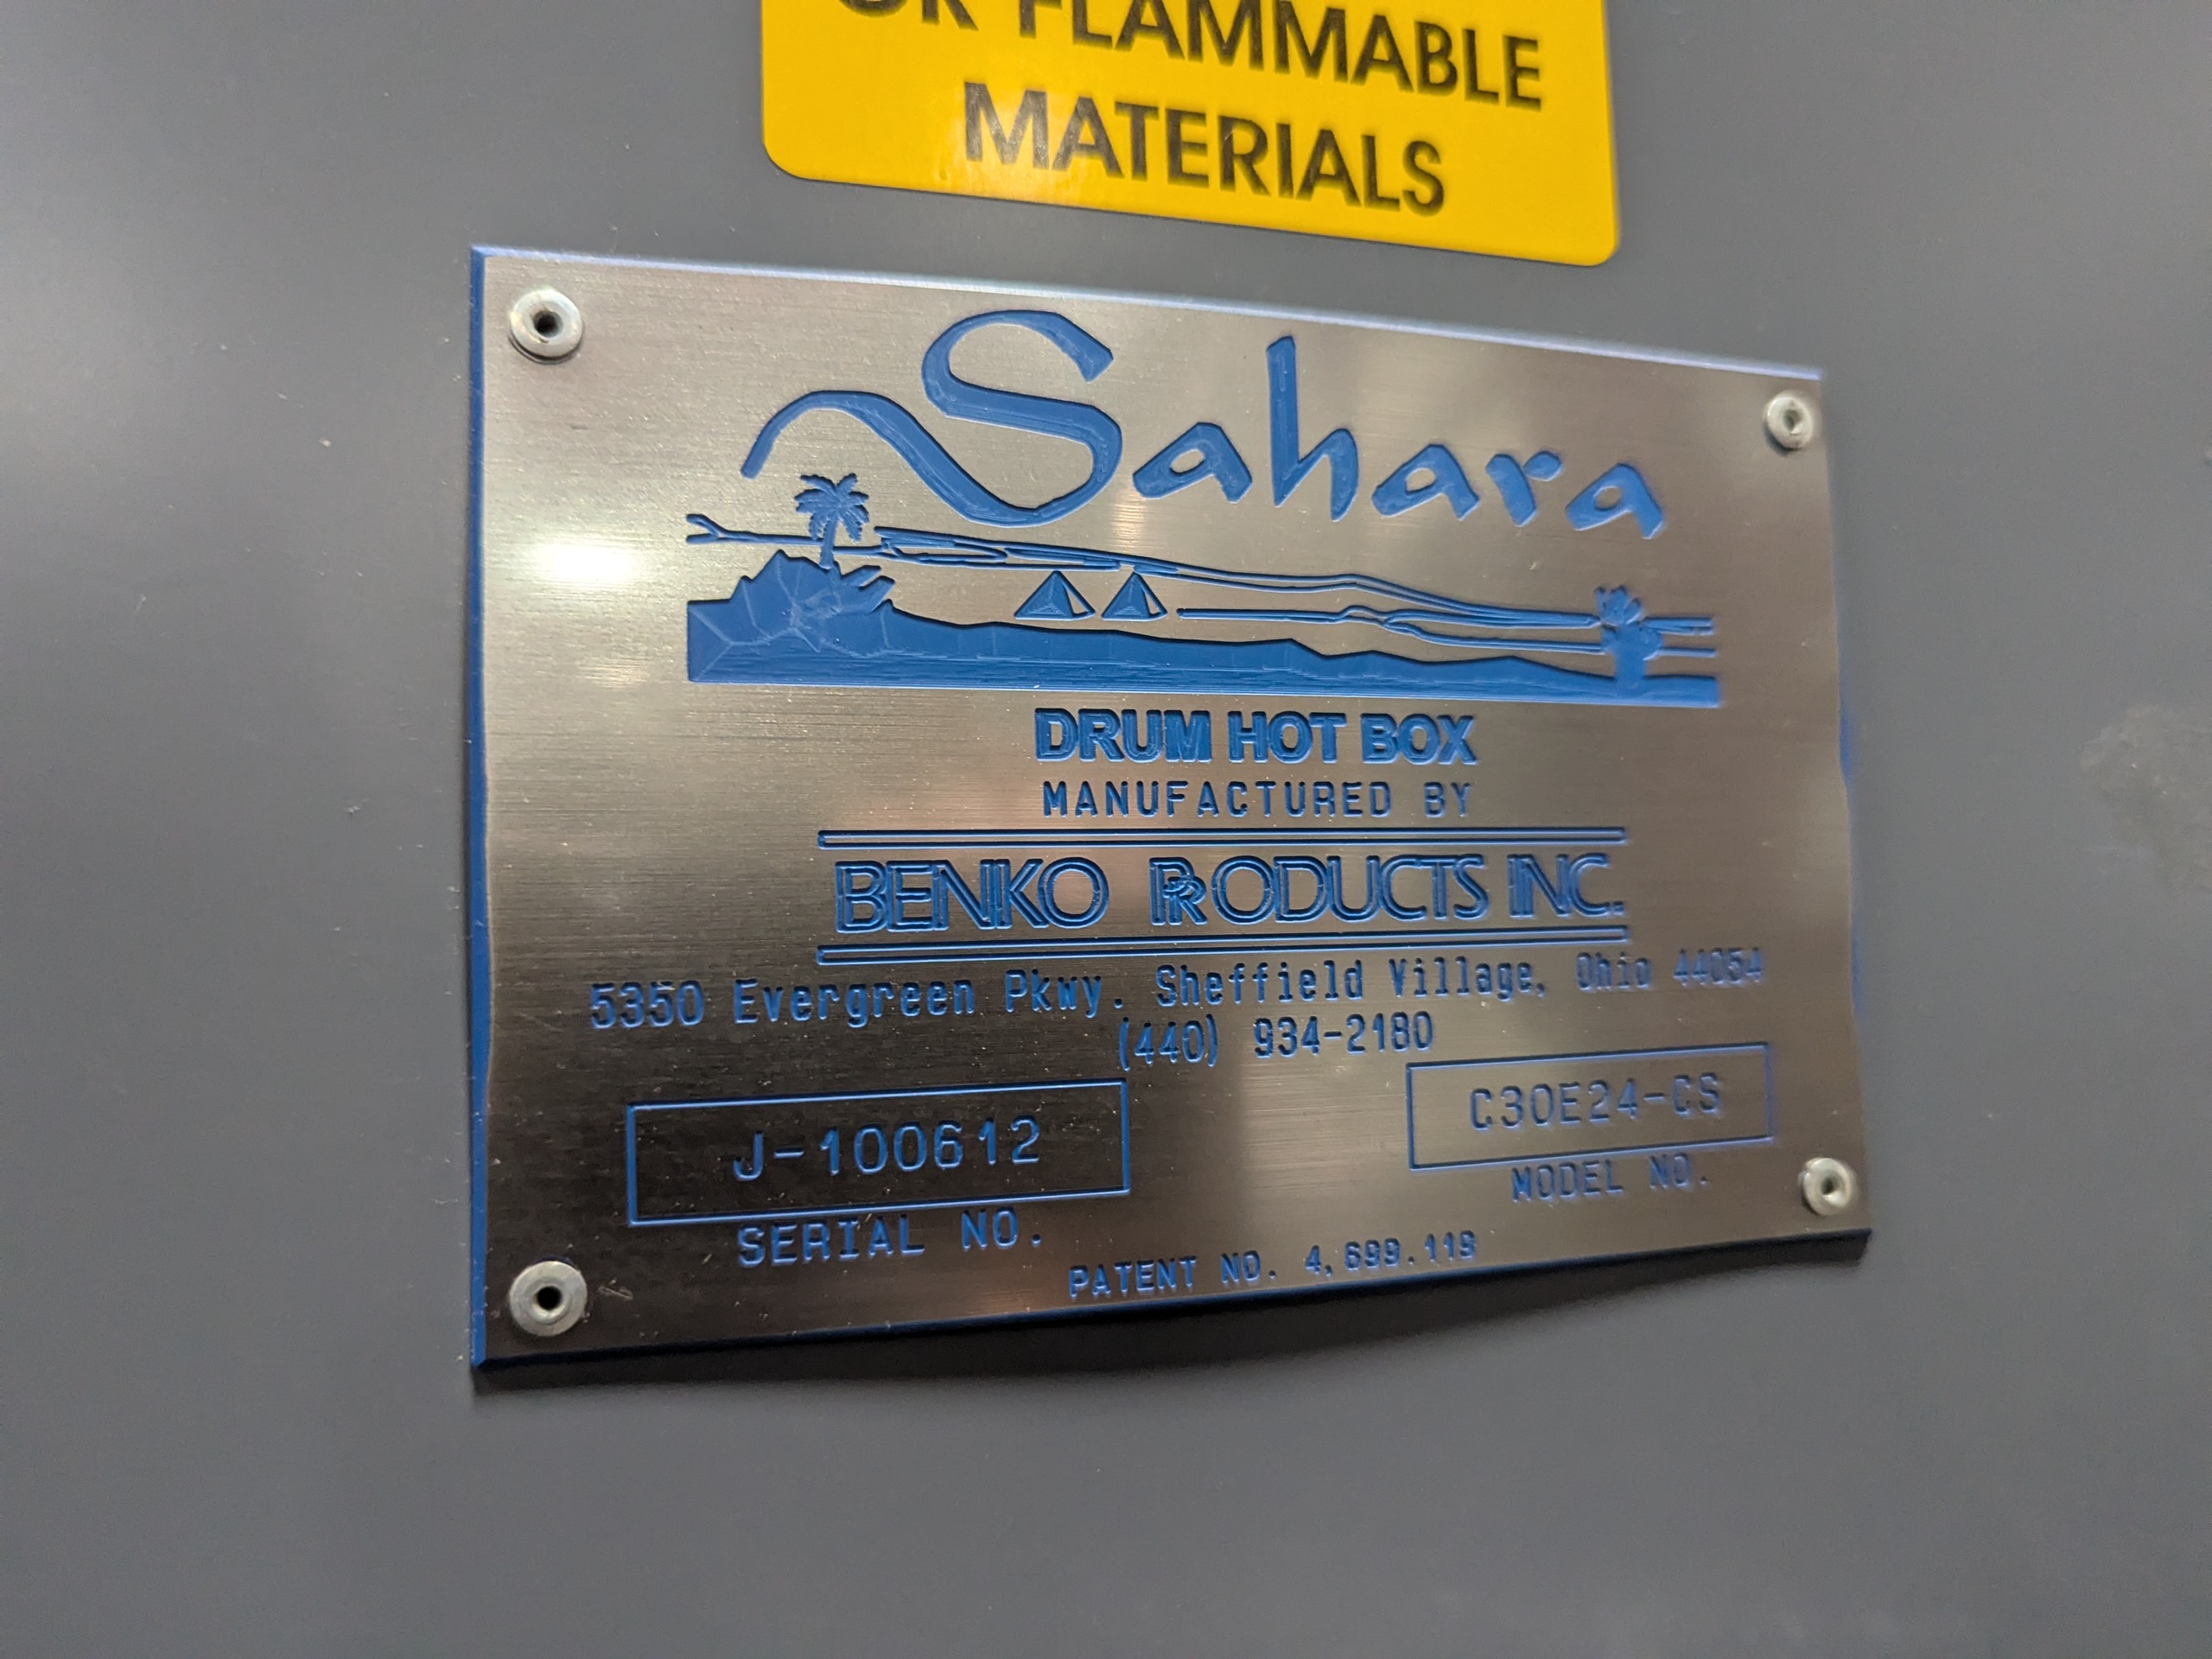 OR FLAMMABLE
MATERIALS
Sahara
DRUM HOT BOX
MANUFACTURED BY
BENKO PRODUCTS INC.
5350 Evergreen Pkwy. Sheffield Village, Ohio 44054
(440) 934-2180
J-100612
SERIAL NO.
C30E24-CS
MODEL NO.
PATENT NO. 4,699.119